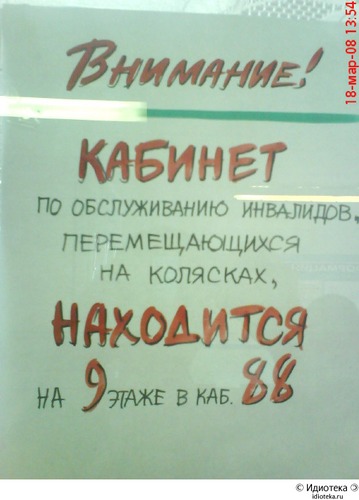 18-мар-08 13:54
Внимание!
КАБИНЕТ
ПО ОБСЛУЖИВАНИЮ ИНВАЛИДОВ,
ПЕРЕМЕЩАЮЩИХСЯ
НА КОЛЯСКАХ,
НАХОДИТСЯ
НА 9 ЭТАЖЕ В КАБ. 88
© Идиотека
idioteka.ru